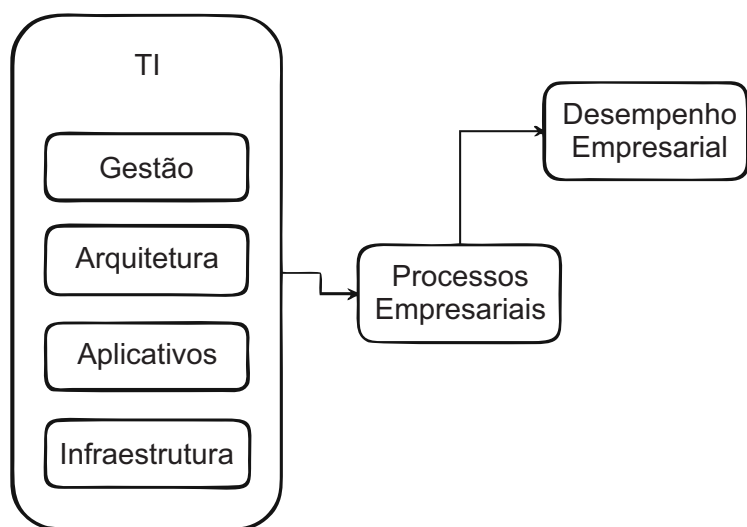 TI
Gestão
Arquitetura
Aplicativos
Infraestrutura
Processos
Empresariais
Desempenho
Empresarial